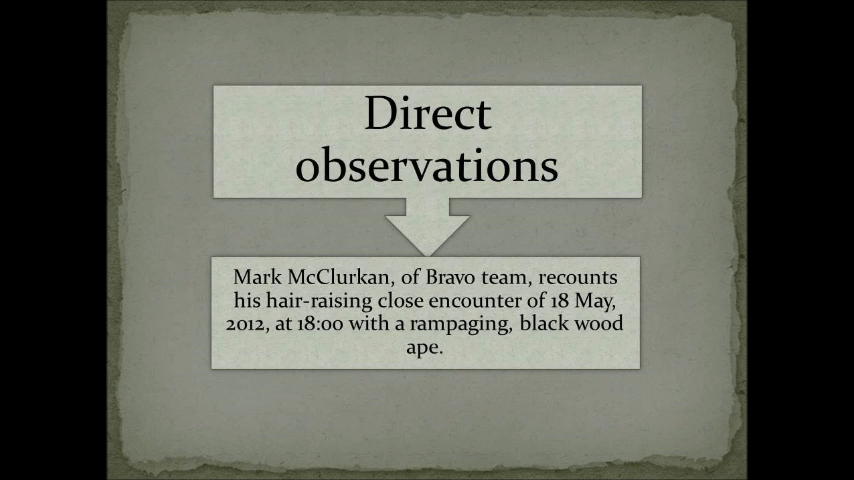 Direct
observations
Mark McClurkan, of Bravo team, recounts
his hair-raising close encounter of 18 May,
2012, at 18:00 with a rampaging, black wood
ape.